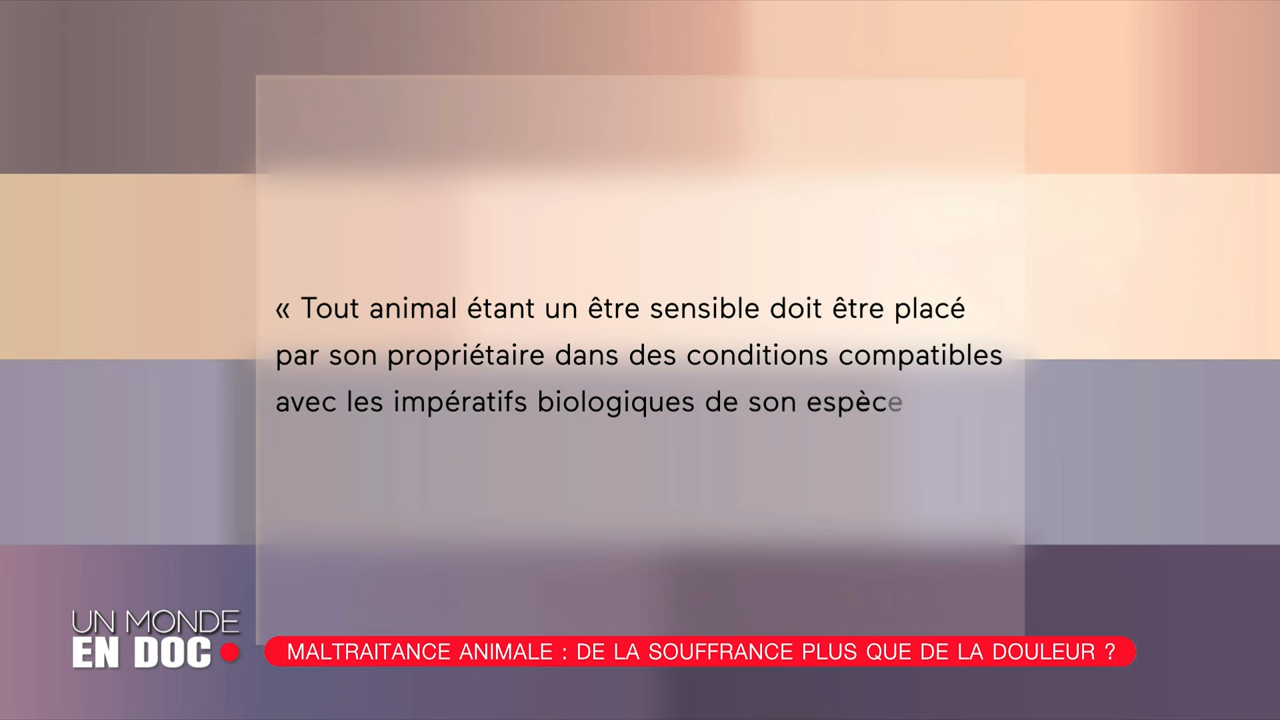 « Tout animal étant un être sensible doit être placé
par son propriétaire dans des conditions compatibles
avec les impératifs biologiques de son espèce
UN MONDE
EN DOC
MALTRAITANCE ANIMALE : DE LA SOUFFRANCE PLUS QUE DE LA DOULEUR ?